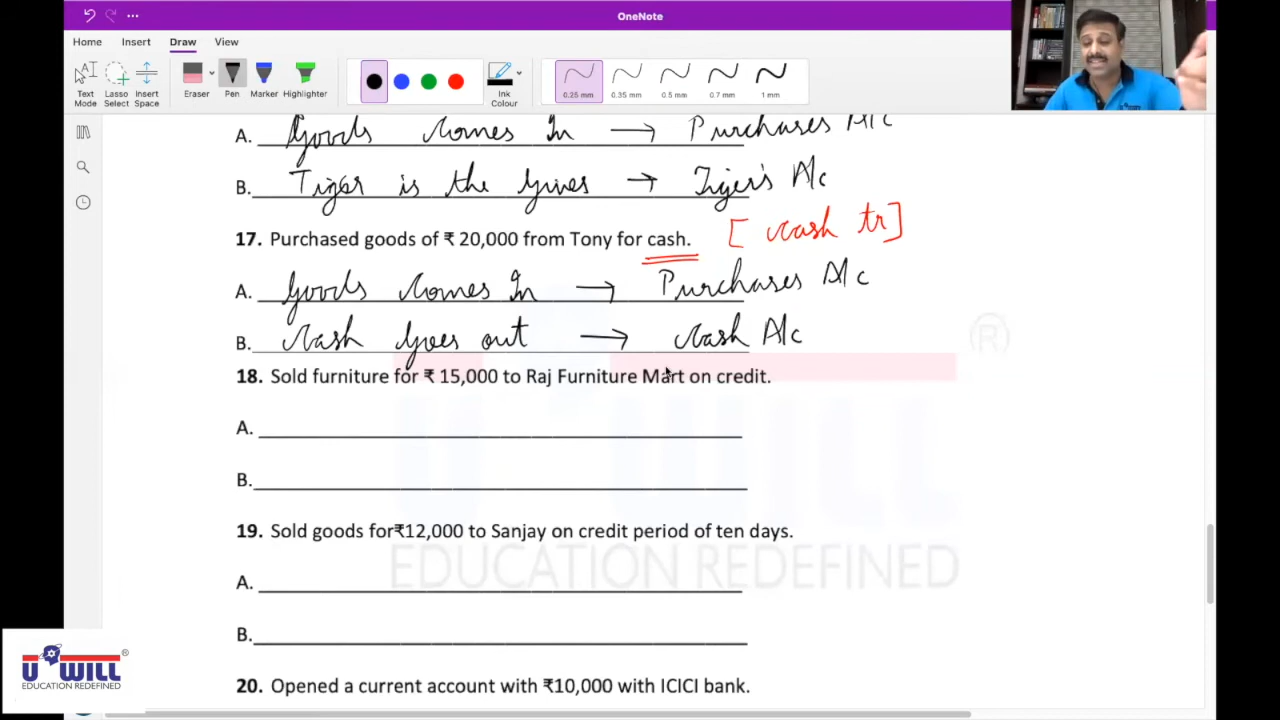 OneNote
Home Insert Draw View
Text Mode Lasso Select Insert Space Eraser Pen Marker Highlighter Ink Colour 0.25 mm 0.35 mm 0.5 mm 0.7 mm 1 mm
A. Goods Comes In → Purchases A/c
B. Tiger is the Giver → Tiger's A/c
17. Purchased goods of ₹ 20,000 from Tony for cash. [Cash tr]
A. Goods Comes In → Purchases A/c
B. Cash Goes out → Cash A/c
18. Sold furniture for ₹ 15,000 to Raj Furniture Mart on credit.
A.
B.
19. Sold goods for₹12,000 to Sanjay on credit period of ten days.
A.
B.
20. Opened a current account with ₹10,000 with ICICI bank.
U WILL
EDUCATION REDEFINED
®
U WILL
EDUCATION REDEFINED
®